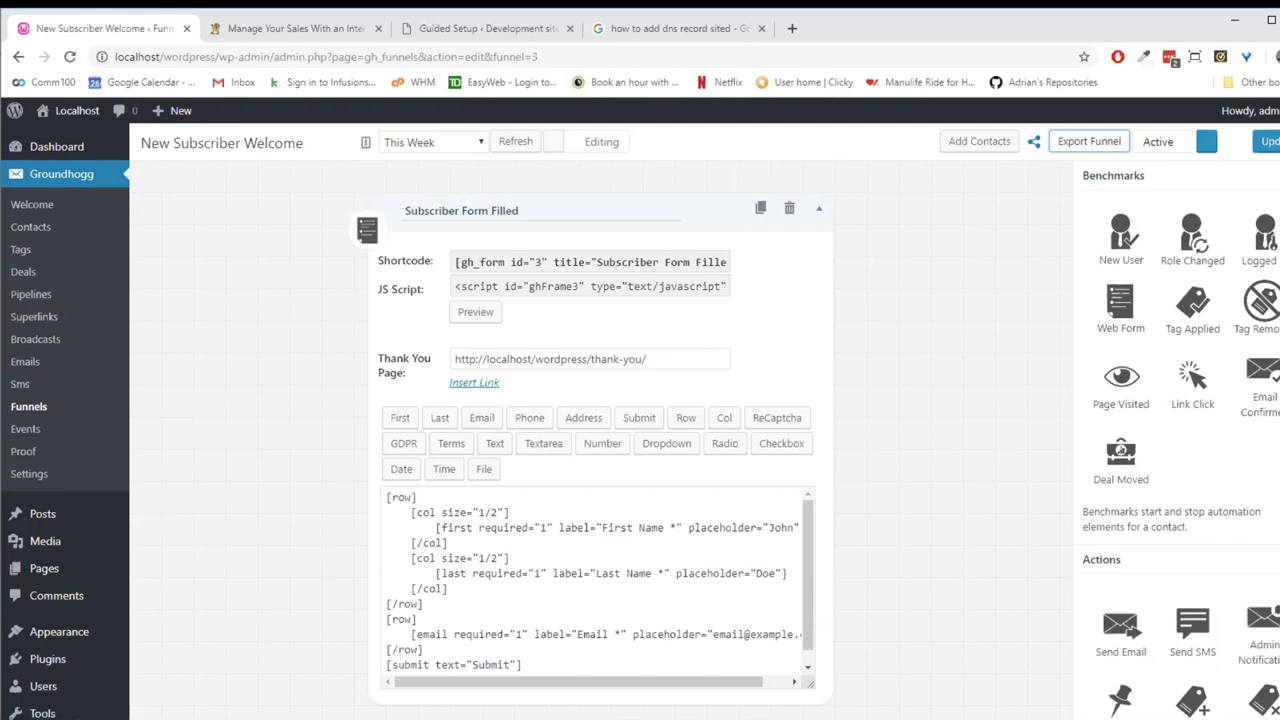 New Subscriber Welcome ‹ Funn
Manage Your Sales With an Inte
Guided Setup ‹ Development site
how to add dns record sited - Go
localhost/wordpress/wp-admin/admin.php?page=gh_funnels&action=edit&funnel=3
2
Comm100
Google Calendar - ...
Inbox
Sign in to Infusions...
WHM
EasyWeb - Login to...
Book an hour with ...
Netflix
User home | Clicky
Manulife Ride for H...
Adrian's Repositories
Other bo
Localhost
0
New
Howdy, adm
New Subscriber Welcome
This Week
Refresh
Editing
Add Contacts
Export Funnel
Active
Upd
Dashboard
Groundhogg
Welcome
Contacts
Tags
Deals
Pipelines
Superlinks
Broadcasts
Emails
Sms
Funnels
Events
Proof
Settings
Posts
Media
Pages
Comments
Appearance
Plugins
Users
Tools
Subscriber Form Filled
Shortcode:
[gh_form id="3" title="Subscriber Form Fille
JS Script:
<script id="ghFrame3" type="text/javascript"
Preview
Thank You
Page:
http://localhost/wordpress/thank-you/
Insert Link
First
Last
Email
Phone
Address
Submit
Row
Col
ReCaptcha
GDPR
Terms
Text
Textarea
Number
Dropdown
Radio
Checkbox
Date
Time
File
[row]
[col size="1/2"]
[first required="1" label="First Name *" placeholder="John"
[/col]
[col size="1/2"]
[last required="1" label="Last Name *" placeholder="Doe"]
[/col]
[/row]
[row]
[email required="1" label="Email *" placeholder="email@example.c
[/row]
[submit text="Submit"]
Benchmarks
New User
Role Changed
Logged
Web Form
Tag Applied
Tag Remo
Page Visited
Link Click
Email
Confirme
Deal Moved
Benchmarks start and stop automation
elements for a contact.
Actions
Send Email
Send SMS
Admin
Notificatio